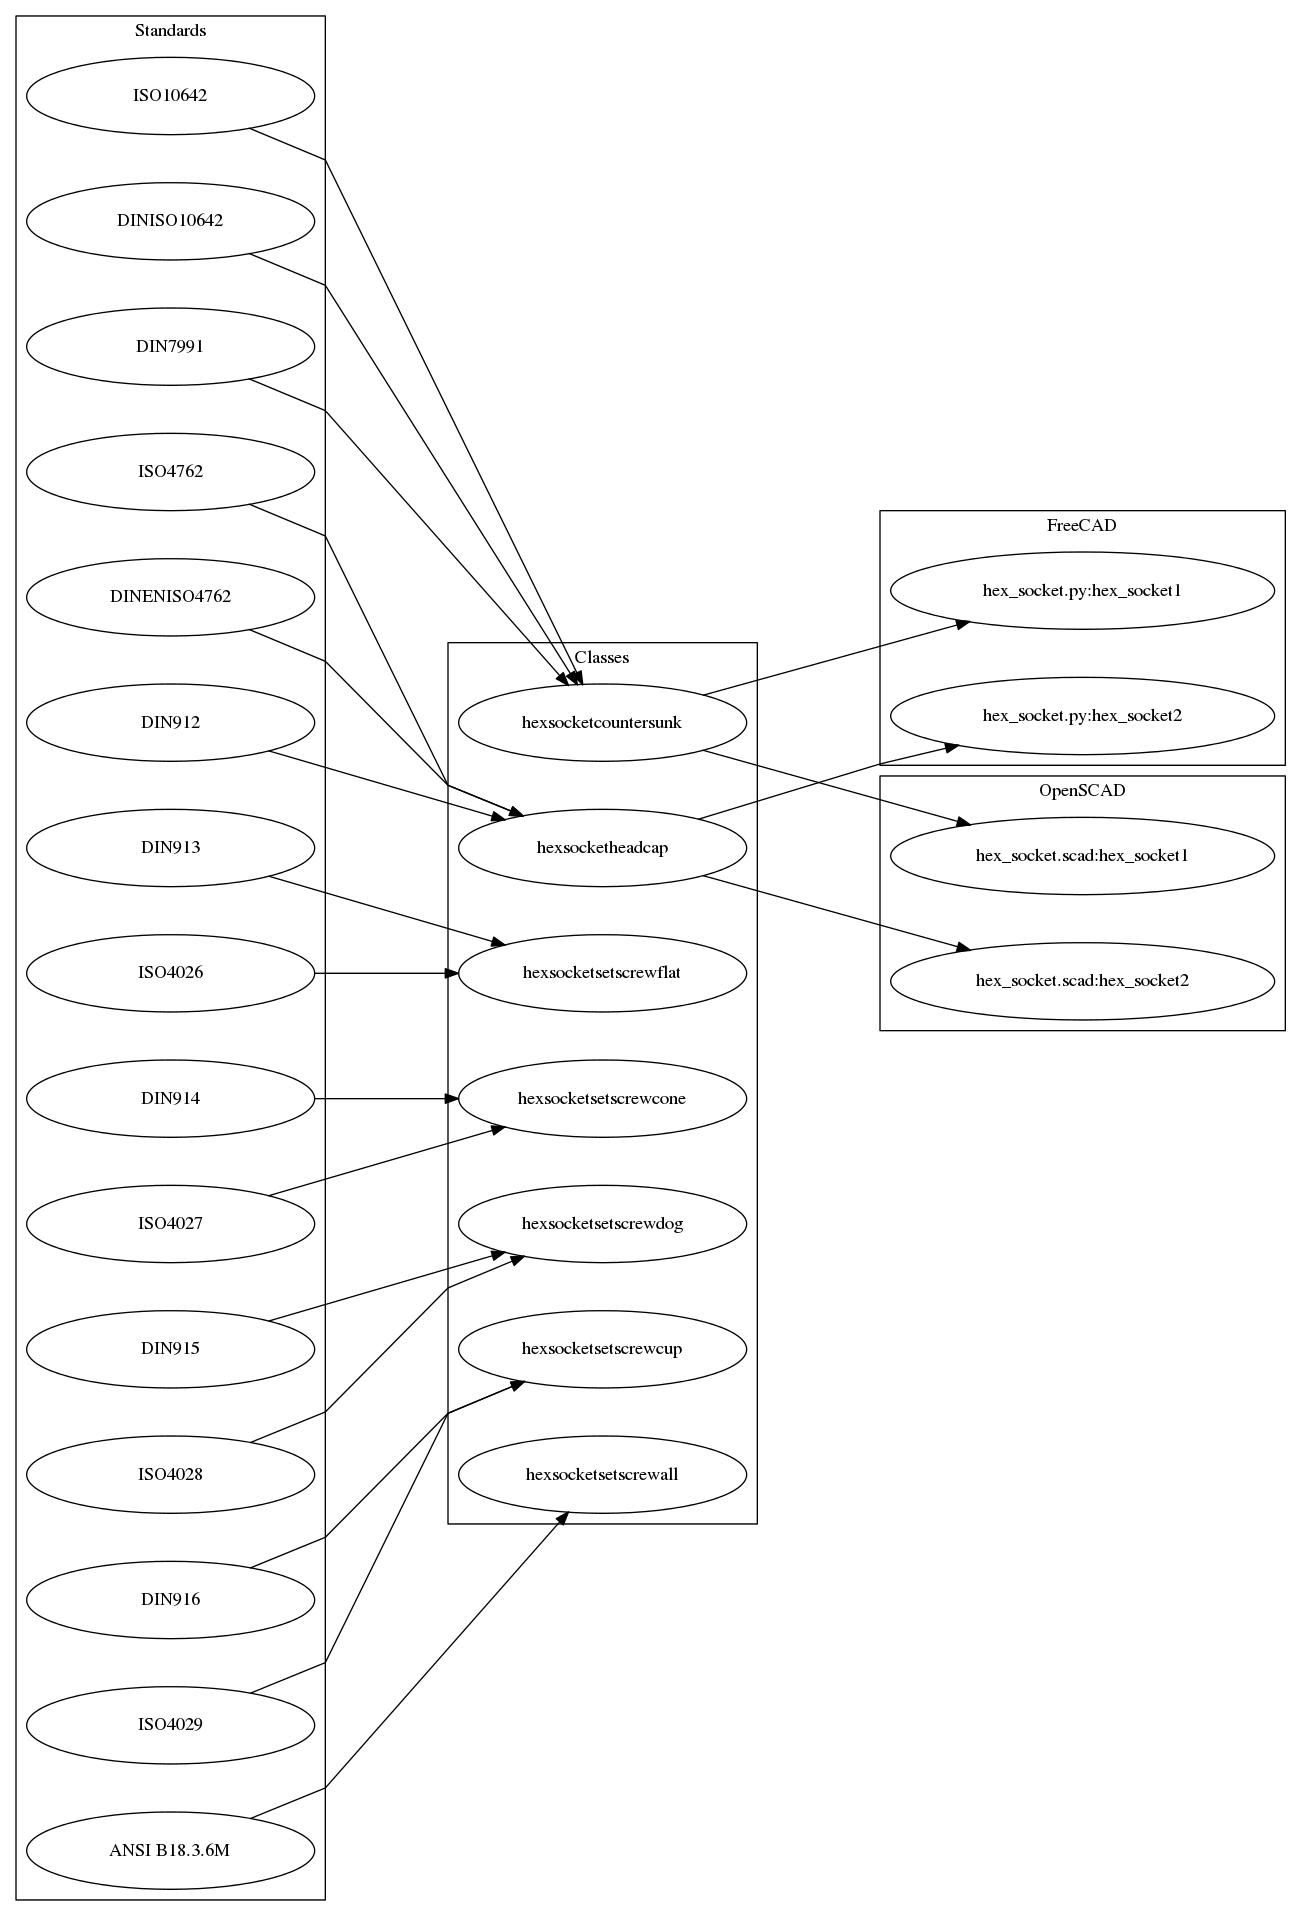 Standards
ISO10642
DINISO10642
DIN7991
ISO4762
DINENISO4762
DIN912
DIN913
ISO4026
DIN914
ISO4027
DIN915
ISO4028
DIN916
ISO4029
ANSI B18.3.6M
Classes
hexsocketcountersunk
hexsocketheadcap
hexsocketsetscrewflat
hexsocketsetscrewcone
hexsocketsetscrewdog
hexsocketsetscrewcup
hexsocketsetscrewall
FreeCAD
hex_socket.py:hex_socket1
hex_socket.py:hex_socket2
OpenSCAD
hex_socket.scad:hex_socket1
hex_socket.scad:hex_socket2